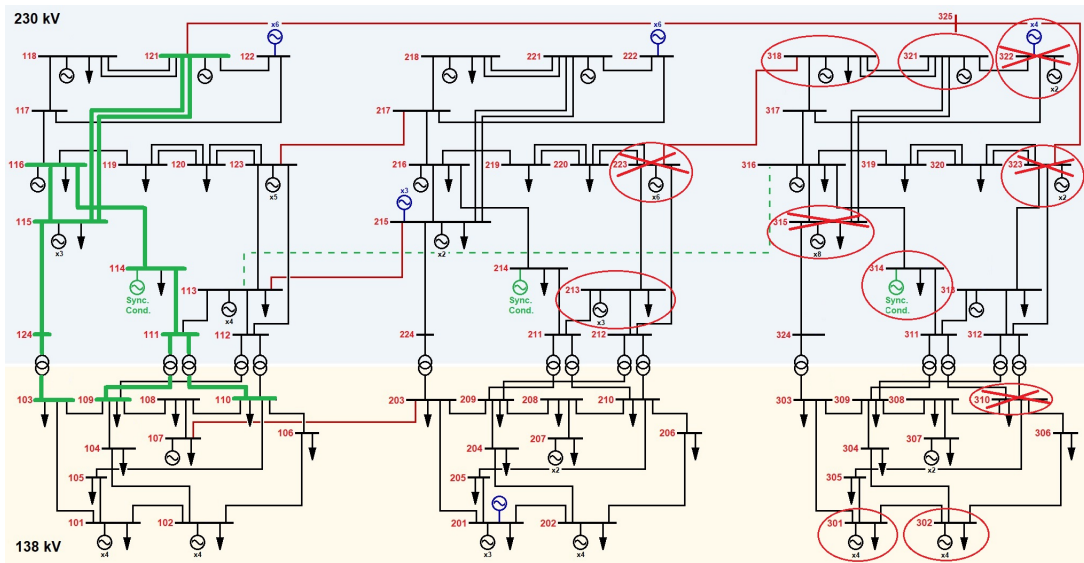 230 kV
325
x6
x6
x4
118
121
122
218
221
222
318
321
322
x2
117
217
317
116
119
120
123
216
219
220
223
316
319
320
323
x5
x6
x2
x3
115
215
315
x3
x2
x8
114
214
314
Sync.
Cond.
Sync.
Cond.
Sync.
Cond.
113
213
313
x4
x3
124
111
112
224
211
212
324
311
312
103
109
108
110
203
209
208
210
303
309
308
310
107
106
207
206
307
306
104
204
304
x2
x2
105
205
305
101
102
201
202
301
302
x4
x4
x3
x4
x4
x4
138 kV